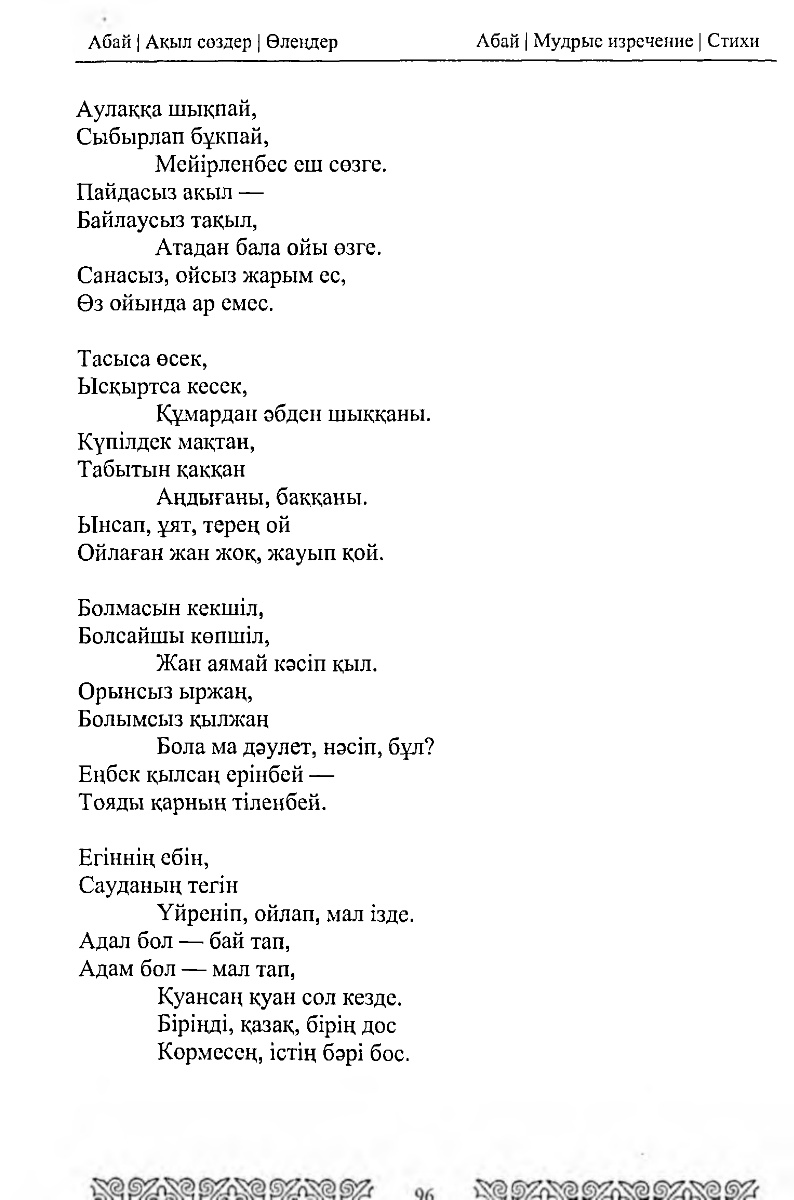 Абай | Ақыл сөздер | Өлеңдер
Абай | Мудрые изречение | Стихи
Аулаққа шықпай,
Сыбырлап бұкпай,
Мейірленбес еш сөзге.
Пайдасыз ақыл —
Байлаусыз тақыл,
Атадан бала ойы өзге.
Санасыз, ойсыз жарым ес,
Өз ойында ар емес.
Тасыса өсек,
Ысқыртса кесек,
Құмардан әбден шыққаны.
Күпілдек мақтан,
Табытын қаққан
Аңдығаны, баққаны.
Ынсап, ұят, терең ой
Ойлаған жан жоқ, жауып қой.
Болмасын кекшіл,
Болсайшы көпшіл,
Жан аямай кәсіп қыл.
Орынсыз ыржаң,
Болымсыз қылжаң
Бола ма дәулет, нәсіп, бұл?
Еңбек қылсаң ерінбей —
Тояды қарның тіленбей.
Егіннің ебін,
Сауданың тегін
Үйреніп, ойлап, мал ізде.
Адал бол — бай тап,
Адам бол — мал тап,
Қуансаң қуан сол кезде.
Біріңді, қазақ, бірің дос
Кормесең, істің бәрі бос.
96